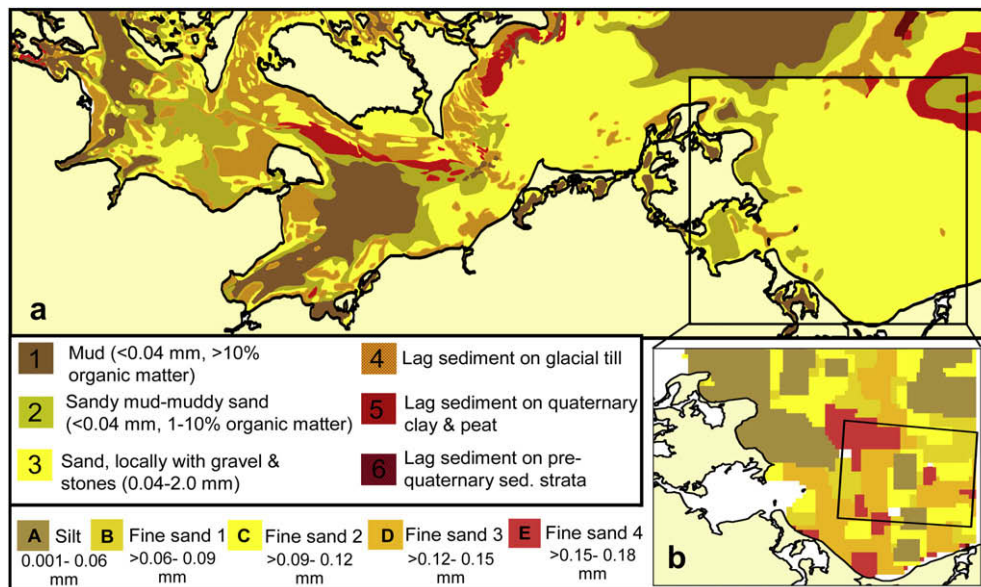 a
1 Mud (<0.04 mm, >10%
organic matter)
2 Sandy mud-muddy sand
(<0.04 mm, 1-10% organic matter)
3 Sand, locally with gravel &
stones (0.04-2.0 mm)
4 Lag sediment on glacial till
5 Lag sediment on quaternary
clay & peat
6 Lag sediment on pre-
quaternary sed. strata
b
A Silt
0.001- 0.06
mm
B Fine sand 1
>0.06- 0.09
mm
C Fine sand 2
>0.09- 0.12
mm
D Fine sand 3
>0.12- 0.15
mm
E Fine sand 4
>0.15- 0.18
mm